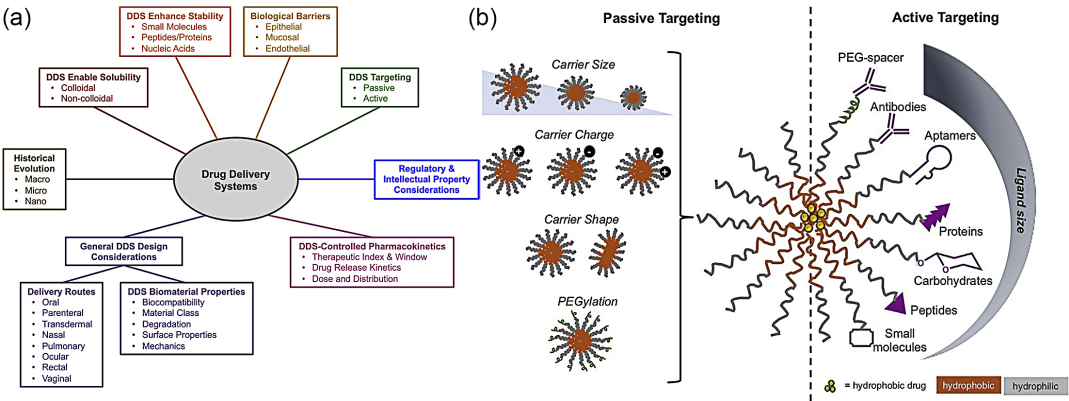 (a)
DDS Enhance Stability
• Small Molecules
• Peptides/Proteins
• Nucleic Acids
Biological Barriers
• Epithelial
• Mucosal
• Endothelial
DDS Enable Solubility
• Colloidal
• Non-colloidal
DDS Targeting
• Passive
• Active
Historical
Evolution
• Macro
• Micro
• Nano
Drug Delivery
Systems
Regulatory &
Intellectual Property
Considerations
General DDS Design
Considerations
DDS-Controlled Pharmacokinetics
• Therapeutic Index & Window
• Drug Release Kinetics
• Dose and Distribution
Delivery Routes
• Oral
• Parenteral
• Transdermal
• Nasal
• Pulmonary
• Ocular
• Rectal
• Vaginal
DDS Biomaterial Properties
• Biocompatibility
• Material Class
• Degradation
• Surface Properties
• Mechanics
(b)
Passive Targeting
Carrier Size
Carrier Charge
+
-
-
+
Carrier Shape
PEGylation
Active Targeting
PEG-spacer
Antibodies
Aptamers
Proteins
O
O
Carbohydrates
Peptides
Small
molecules
Ligand size
= hydrophobic drug
hydrophobic
hydrophilic